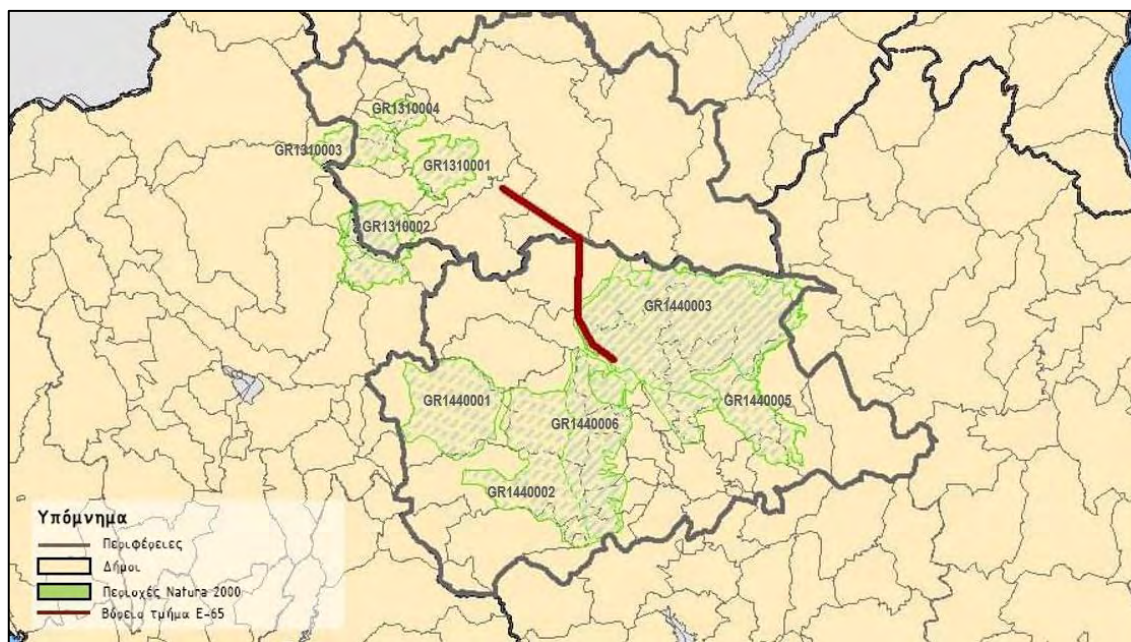 GR1310004
GR1310003
GR1310001
GR1310002
GR1440003
GR1440001
GR1440005
GR1440006
GR1440002
Υπόμνημα
Περιφέρειες
Δήμοι
Περιοχές Natura 2000
Βόρειο τμήμα Ε-65